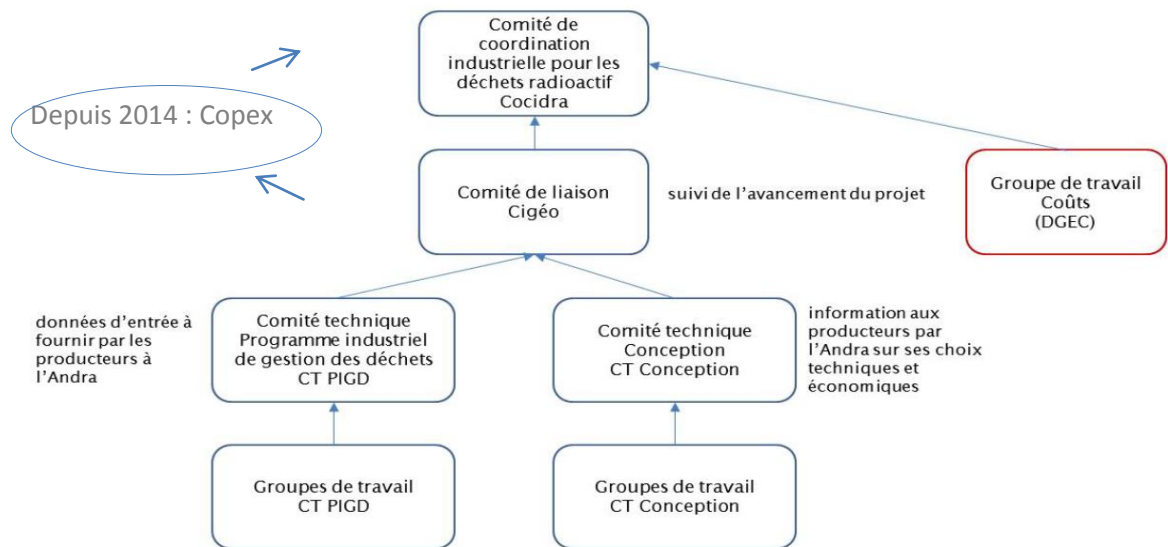 Comité de
coordination
industrielle pour les
déchets radioactif
Cocidra
Depuis 2014 : Copex
Comité de liaison
Cigéo
suivi de l'avancement du projet
Groupe de travail
Coûts
(DGEC)
données d'entrée à
fournir par les
producteurs à
l'Andra
Comité technique
Programme industriel
de gestion des déchets
CT PIGD
Comité technique
Conception
CT Conception
information aux
producteurs par
l'Andra sur ses choix
techniques et
économiques
Groupes de travail
CT PIGD
Groupes de travail
CT Conception